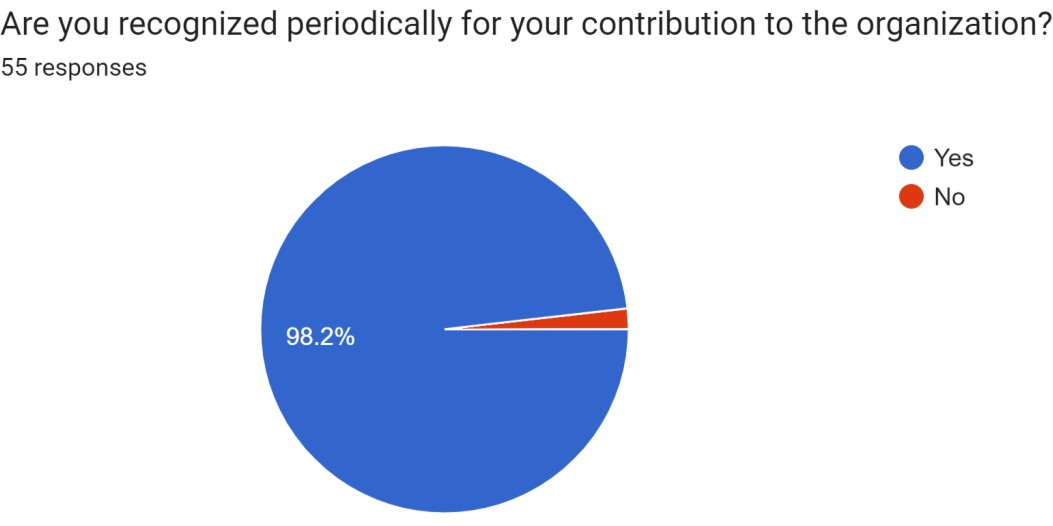 Are you recognized periodically for your contribution to the organization?
55 responses
Yes
No
98.2%